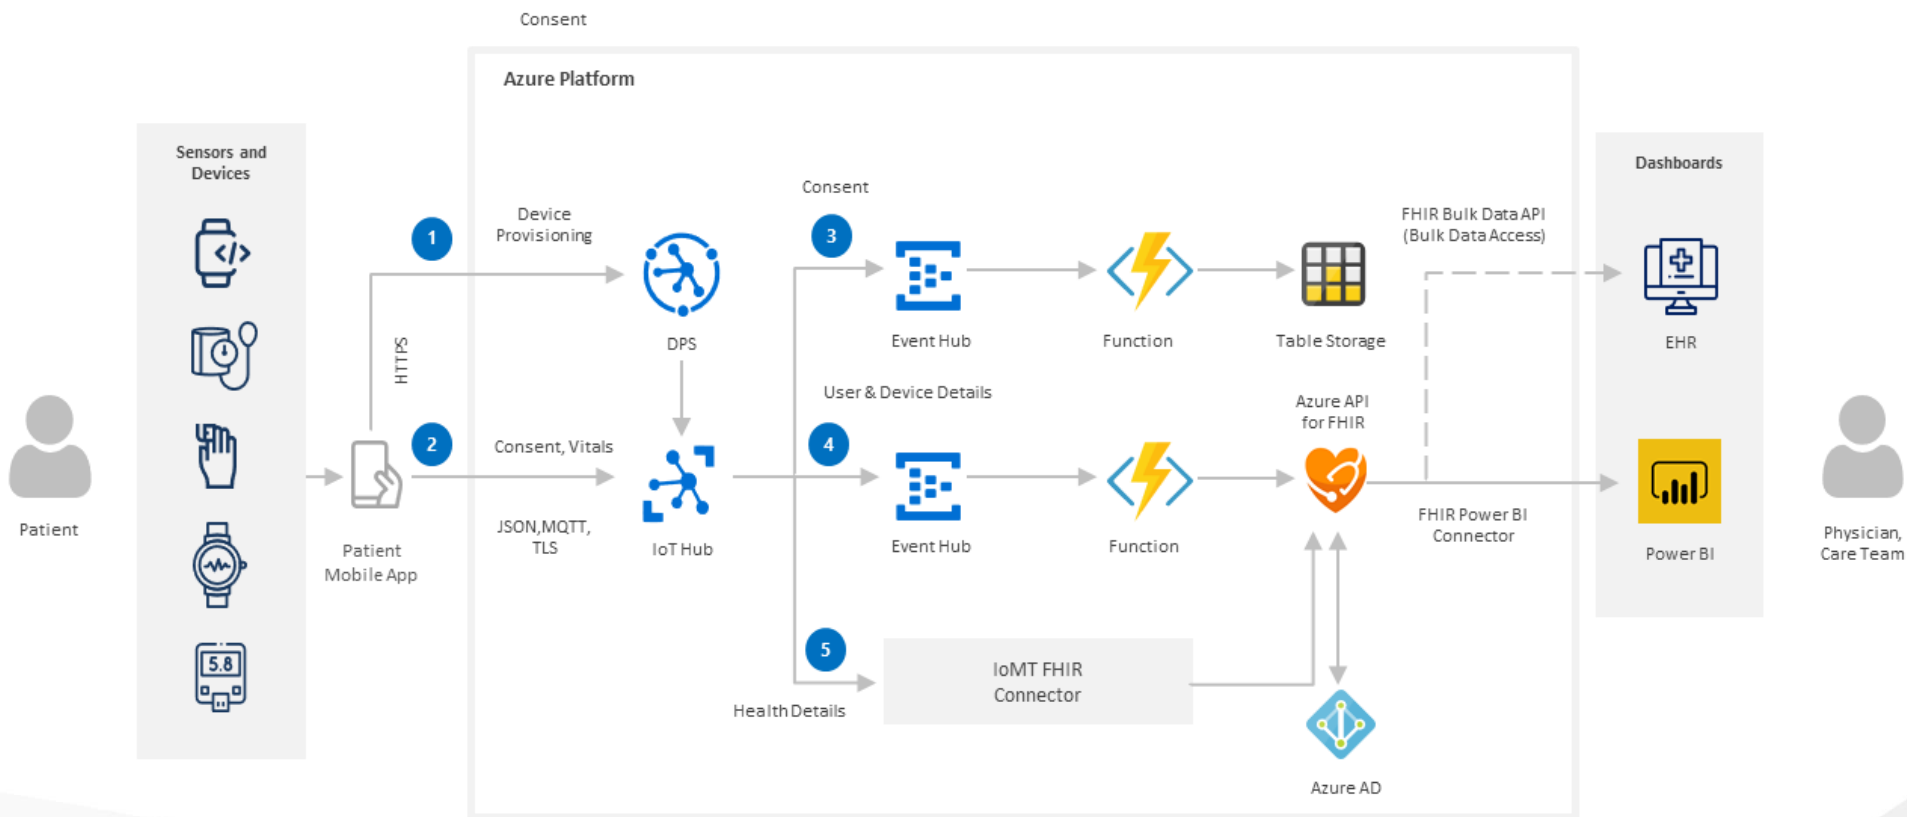 Consent
Azure Platform
Sensors and
Devices
Dashboards
Consent
1
Device
Provisioning
3
FHIR Bulk Data API
(Bulk Data Access)
</>
HTTPS
DPS
Event Hub
Function
Table Storage
EHR
User & Device Details
Azure API
for FHIR
2
Consent, Vitals
4
Patient
Patient
Mobile App
JSON,MQTT,
TLS
IoT Hub
Event Hub
Function
FHIR Power BI
Connector
Power BI
Physician,
Care Team
5
5.8
IoMT FHIR
Connector
Health Details
Azure AD